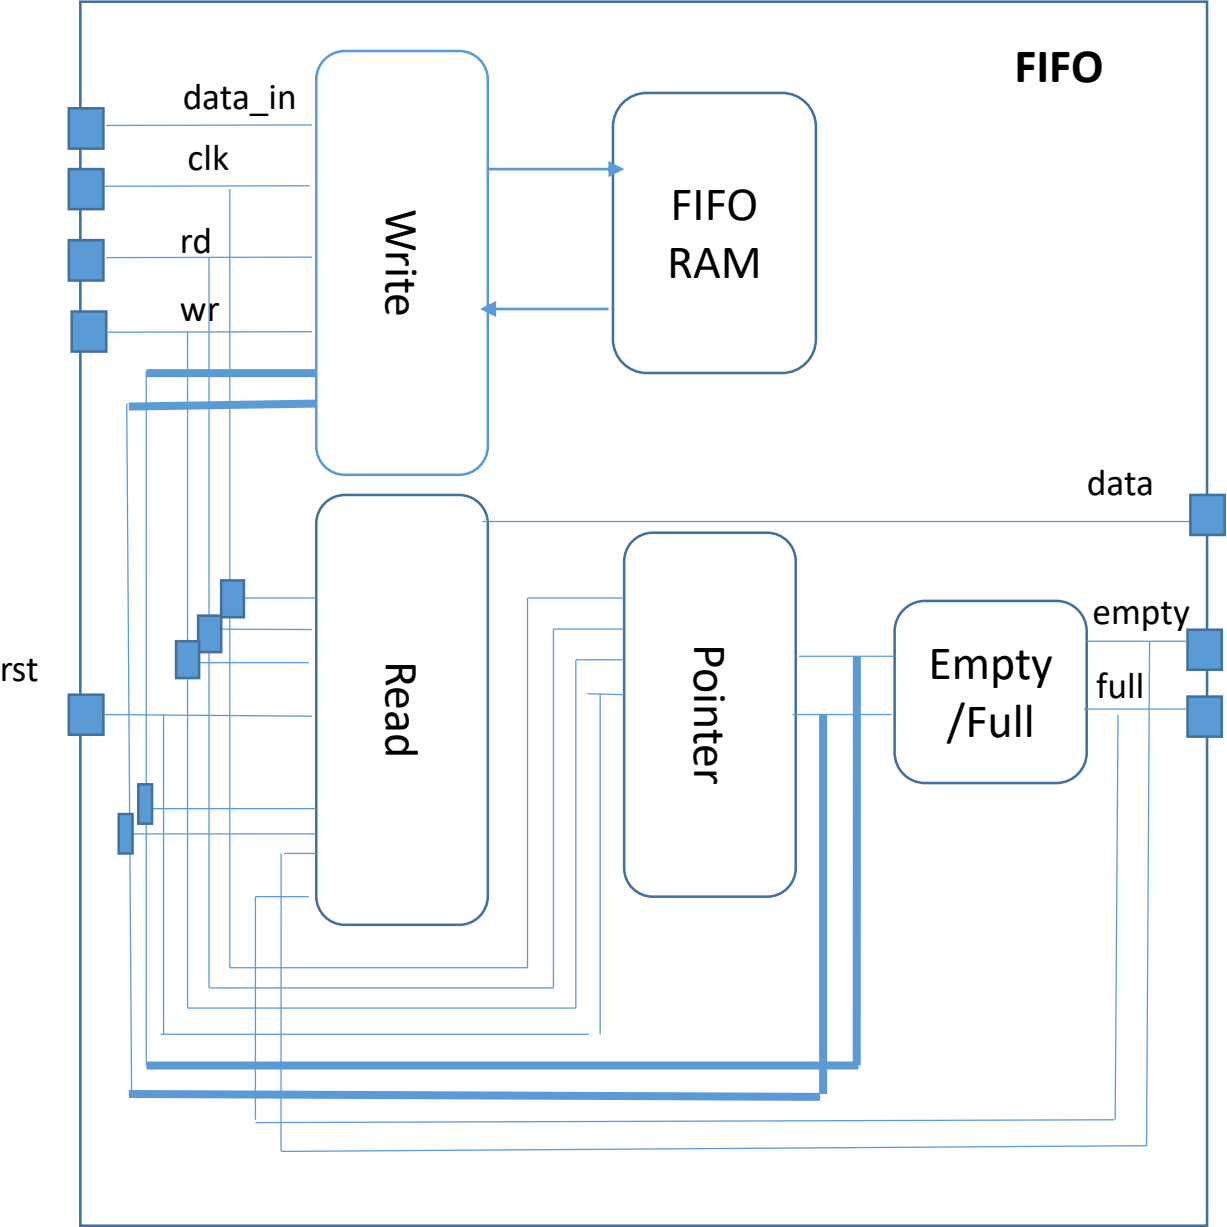 FIFO
data_in
clk
rd
wr
Write
FIFO
RAM
data
rst
Read
Pointer
Empty
/Full
empty
full